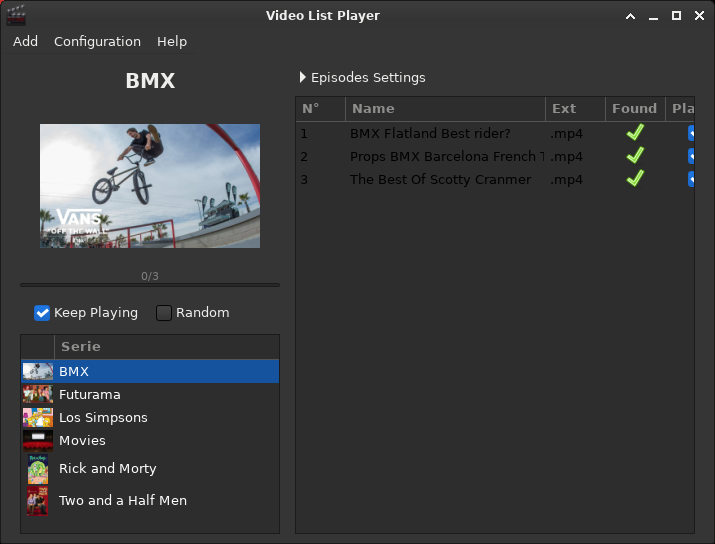 Video List Player
Add Configuration Help
BMX
VANS
"OFF THE WALL"
0/3
Keep Playing Random
Serie
BMX
Futurama
Los Simpsons
Movies
Rick and Morty
Two and a Half Men
Episodes Settings
N° Name Ext Found Pla
1 BMX Flatland Best rider? .mp4
2 Props BMX Barcelona French .mp4
3 The Best Of Scotty Cranmer .mp4